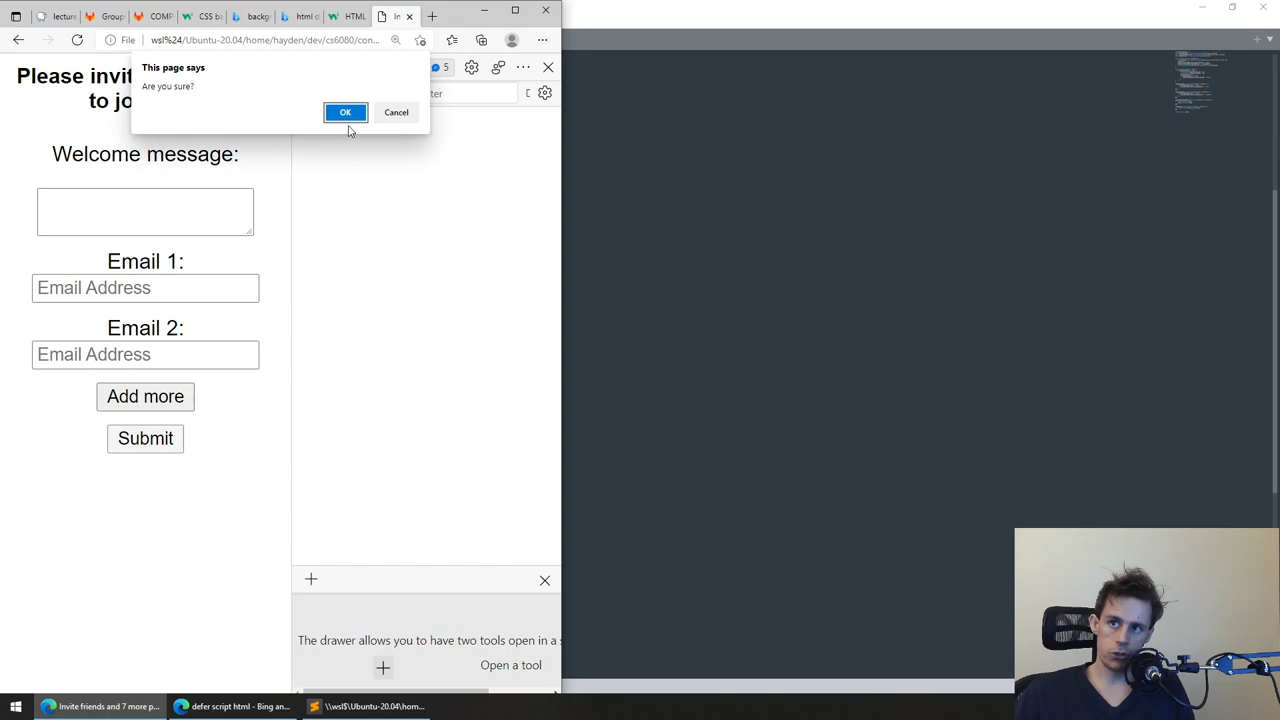 lectur
Group
COMP
CSS ba
backg
html d
HTML
In
File
wsl%24/Ubuntu-20.04/home/hayden/dev/cs6080/con...
This page says
Are you sure?
OK
Cancel
5
Please invit
to jo
Welcome message:
Email 1:
Email Address
Email 2:
Email Address
Add more
Submit
The drawer allows you to have two tools open in a s
Open a tool
Invite friends and 7 more p...
defer script html - Bing an...
\\wsl$\Ubuntu-20.04\hom...